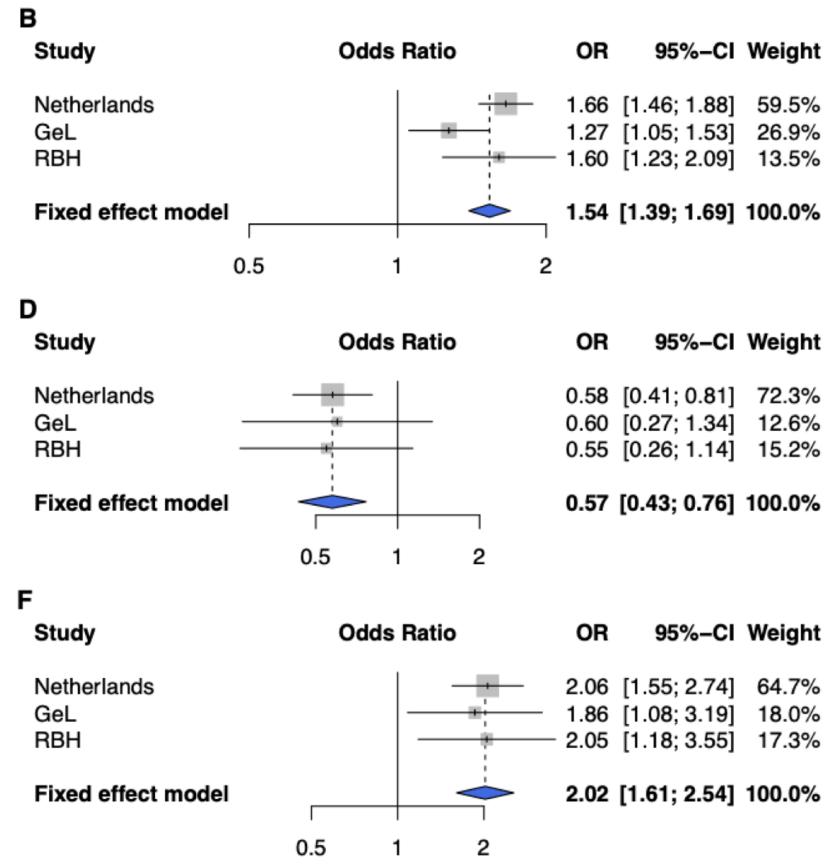 B
Study Odds Ratio OR 95%−CI Weight
Netherlands 1.66 [1.46; 1.88] 59.5%
GeL 1.27 [1.05; 1.53] 26.9%
RBH 1.60 [1.23; 2.09] 13.5%
Fixed effect model 1.54 [1.39; 1.69] 100.0%
0.5 1 2
D
Study Odds Ratio OR 95%−CI Weight
Netherlands 0.58 [0.41; 0.81] 72.3%
GeL 0.60 [0.27; 1.34] 12.6%
RBH 0.55 [0.26; 1.14] 15.2%
Fixed effect model 0.57 [0.43; 0.76] 100.0%
0.5 1 2
F
Study Odds Ratio OR 95%−CI Weight
Netherlands 2.06 [1.55; 2.74] 64.7%
GeL 1.86 [1.08; 3.19] 18.0%
RBH 2.05 [1.18; 3.55] 17.3%
Fixed effect model 2.02 [1.61; 2.54] 100.0%
0.5 1 2